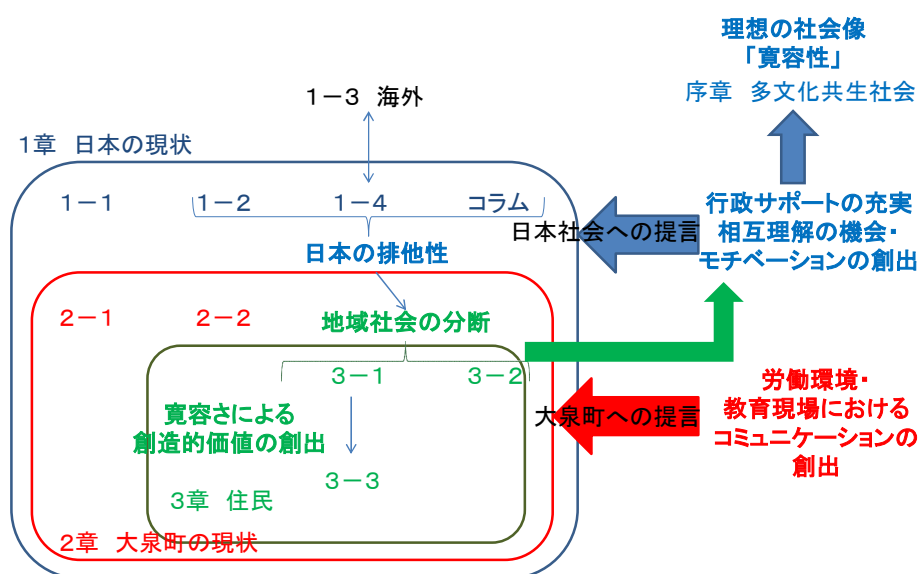 理想の社会像
「寛容性」
序章 多文化共生社会
1－3 海外
1章 日本の現状
1－1
1－2
1－4
コラム
日本の排他性
日本社会への提言
行政サポートの充実
相互理解の機会・
モチベーションの創出
2－1
2－2
地域社会の分断
3－1
3－2
寛容さによる
創造的価値の創出
3－3
3章 住民
2章 大泉町の現状
大泉町への提言
労働環境・
教育現場における
コミュニケーションの
創出